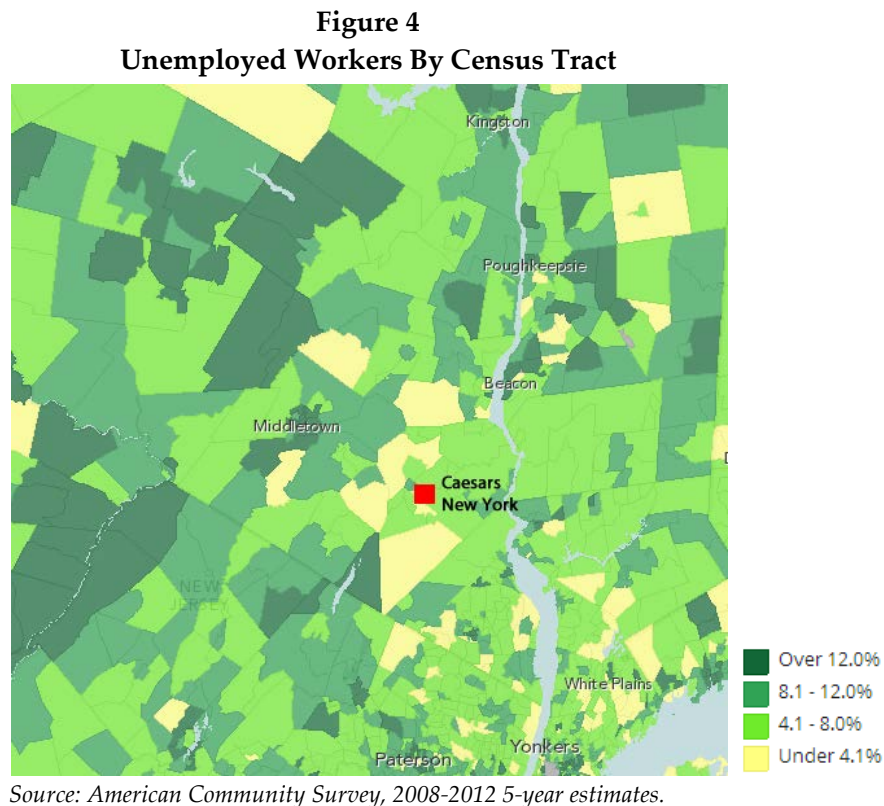 Figure 4
Unemployed Workers By Census Tract
Kingston
Poughkeepsie
Beacon
Middletown
Caesars
New York
NEW
JERSEY
White Plains
Yonkers
Paterson
Over 12.0%
8.1 - 12.0%
4.1 - 8.0%
Under 4.1%
Source: American Community Survey, 2008-2012 5-year estimates.